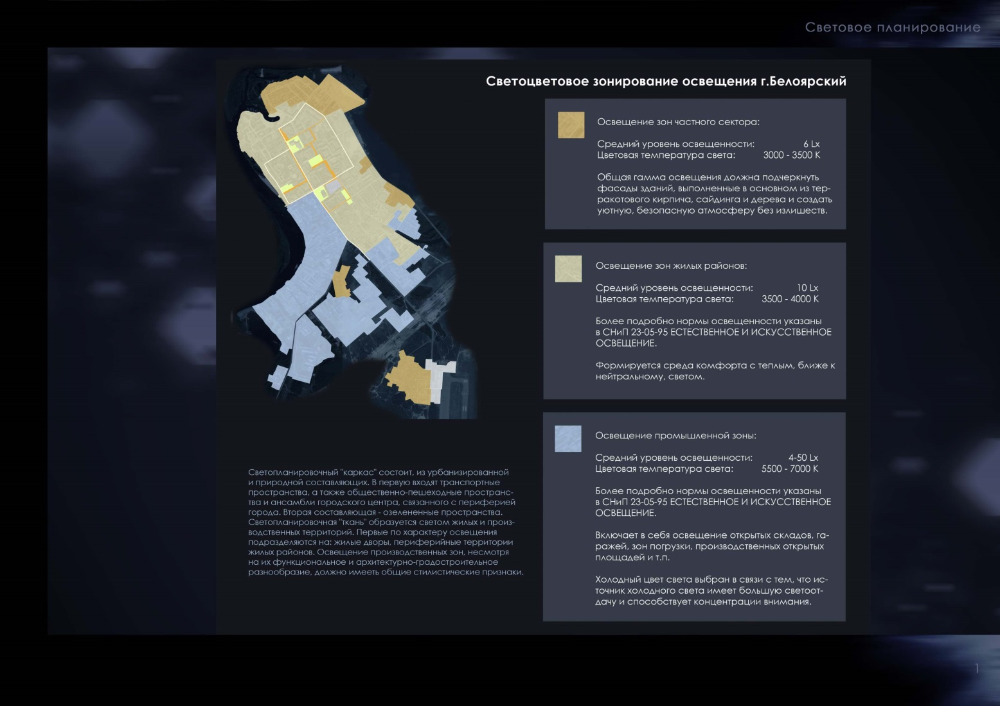 Световое планирование
Светоцветовое зонирование освещения г.Белоярский
Освещение зон частного сектора:
Средний уровень освещенности: 6 Lx
Цветовая температура света: 3000 - 3500 K
Общая гамма освещения должна подчеркнуть
фасады зданий, выполненные в основном из тер-
ракотового кирпича, сайдинга и дерева и создать
уютную, безопасную атмосферу без излишеств.
Освещение зон жилых районов:
Средний уровень освещенности: 10 Lx
Цветовая температура света: 3500 - 4000 K
Более подробно нормы освещенности указаны
в СНиП 23-05-95 ЕСТЕСТВЕННОЕ И ИСКУССТВЕННОЕ
ОСВЕЩЕНИЕ.
Формируется среда комфорта с теплым, ближе к
нейтральному, светом.
Освещение промышленной зоны:
Средний уровень освещенности: 4-50 Lx
Цветовая температура света: 5500 - 7000 K
Более подробно нормы освещенности указаны
в СНиП 23-05-95 ЕСТЕСТВЕННОЕ И ИСКУССТВЕННОЕ
ОСВЕЩЕНИЕ.
Включает в себя освещение открытых складов, га-
ражей, зон погрузки, производственных открытых
площадей и т.п.
Холодный цвет света выбран в связи с тем, что ис-
точник холодного света имеет большую светоот-
дачу и способствует концентрации внимания.
Светопланировочный "каркас" состоит, из урбанизированной
и природной составляющих. В первую входят транспортные
пространства, а также общественно-пешеходные пространс-
тва и ансамбли городского центра, связанного с периферией
города. Вторая составляющая - озелененные пространства.
Светопланировочная "ткань" образуется светом жилых и произ-
водственных территорий. Первые по характеру освещения
подразделяются на: жилые дворы, периферийные территории
жилых районов. Освещение производственных зон, несмотря
на их функциональное и архитектурно-градостроительное
разнообразие, должно имееть общие стилистические признаки.
1